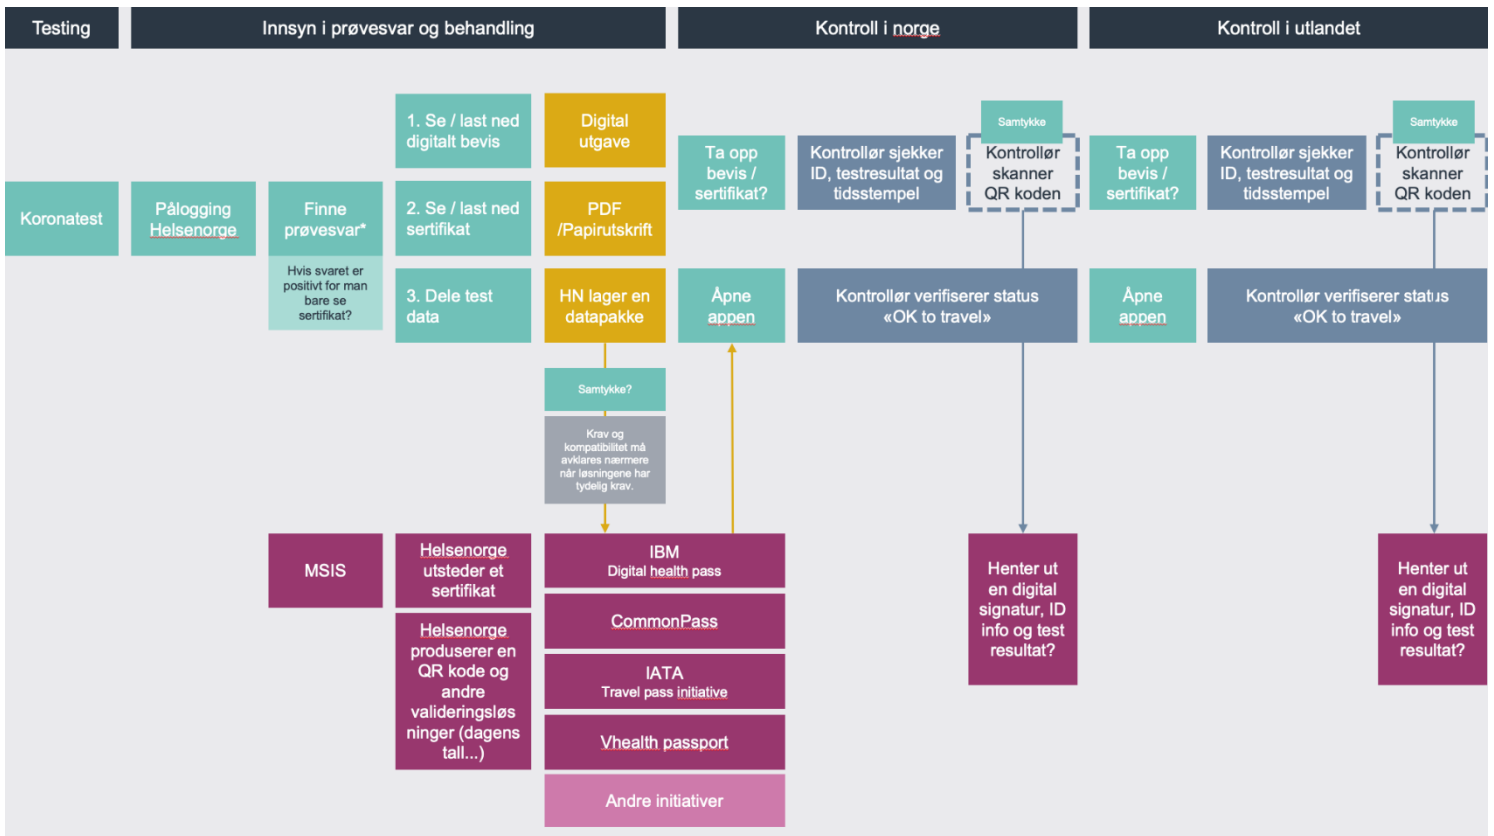 Testing
Innsyn i prøvesvar og behandling
Kontroll i norge
Kontroll i utlandet
Koronatest
Pålogging
Helsenorge
Finne
prøvesvar*
Hvis svaret er
positivt for man
bare se
sertifikat?
1. Se / last ned
digitalt bevis
2. Se / last ned
sertifikat
3. Dele test
data
Digital
utgave
PDF
/Papirutskrift
HN lager en
datapakke
Samtykke?
Krav og
kompatibilitet må
avklares nærmere
når løsningene har
tydelig krav.
MSIS
Helsenorge
utsteder et
sertifikat
Helsenorge
produserer en
QR kode og
andre
valideringsløs
ninger (dagens
tall...)
IBM
Digital health pass
CommonPass
IATA
Travel pass initiative
Vhealth passport
Andre initiativer
Ta opp
bevis /
sertifikat?
Kontrollør sjekker
ID, testresultat og
tidsstempel
Samtykke
Kontrollør
skanner
QR koden
Åpne
appen
Kontrollør verifiserer status
«OK to travel»
Henter ut
en digital
signatur, ID
info og test
resultat?
Ta opp
bevis /
sertifikat?
Kontrollør sjekker
ID, testresultat og
tidsstempel
Samtykke
Kontrollør
skanner
QR koden
Åpne
appen
Kontrollør verifiserer status
«OK to travel»
Henter ut
en digital
signatur, ID
info og test
resultat?